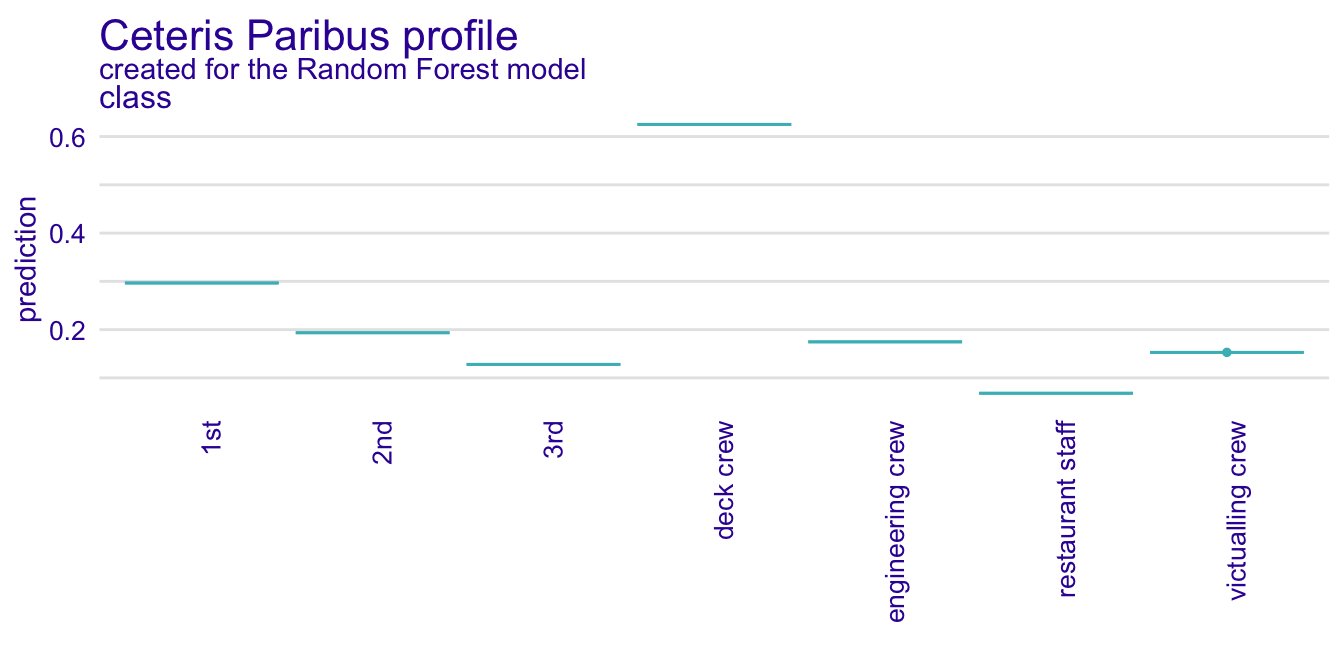 Ceteris Paribus profile
created for the Random Forest model
class
prediction
0.6
0.4
0.2
1st
2nd
3rd
deck crew
engineering crew
restaurant staff
victualling crew